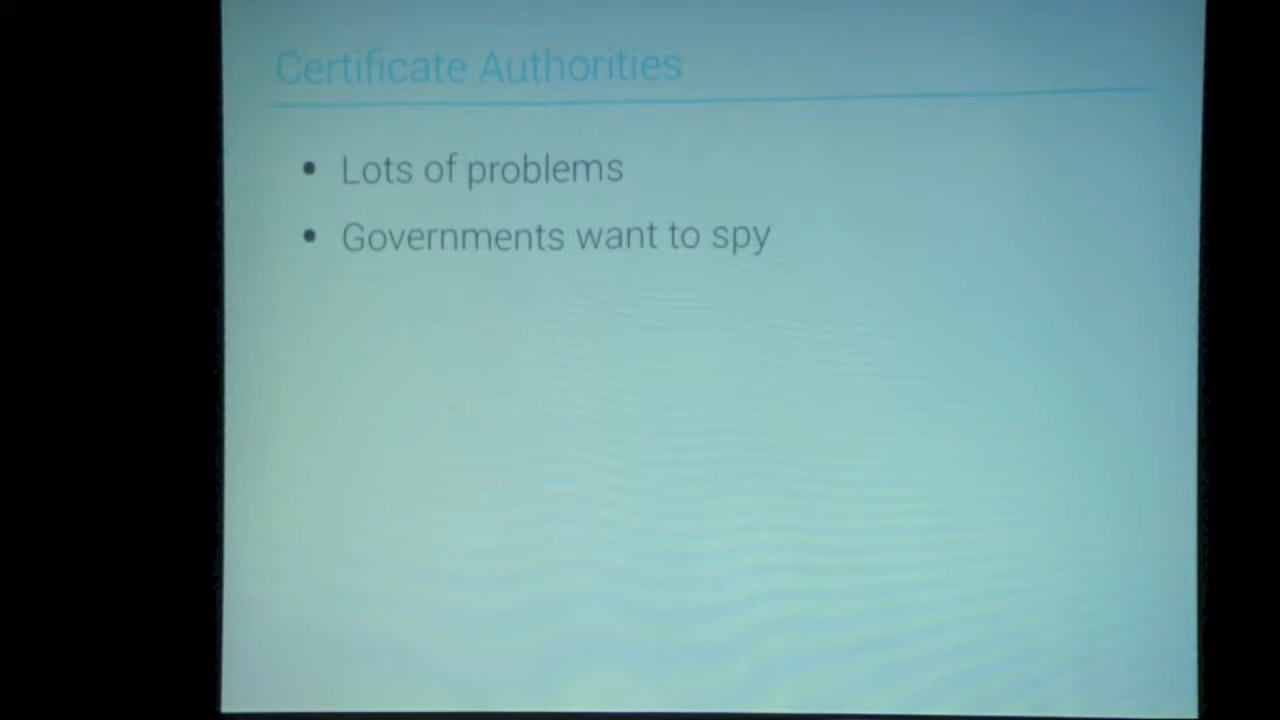 Certificate Authorities
• Lots of problems
• Governments want to spy